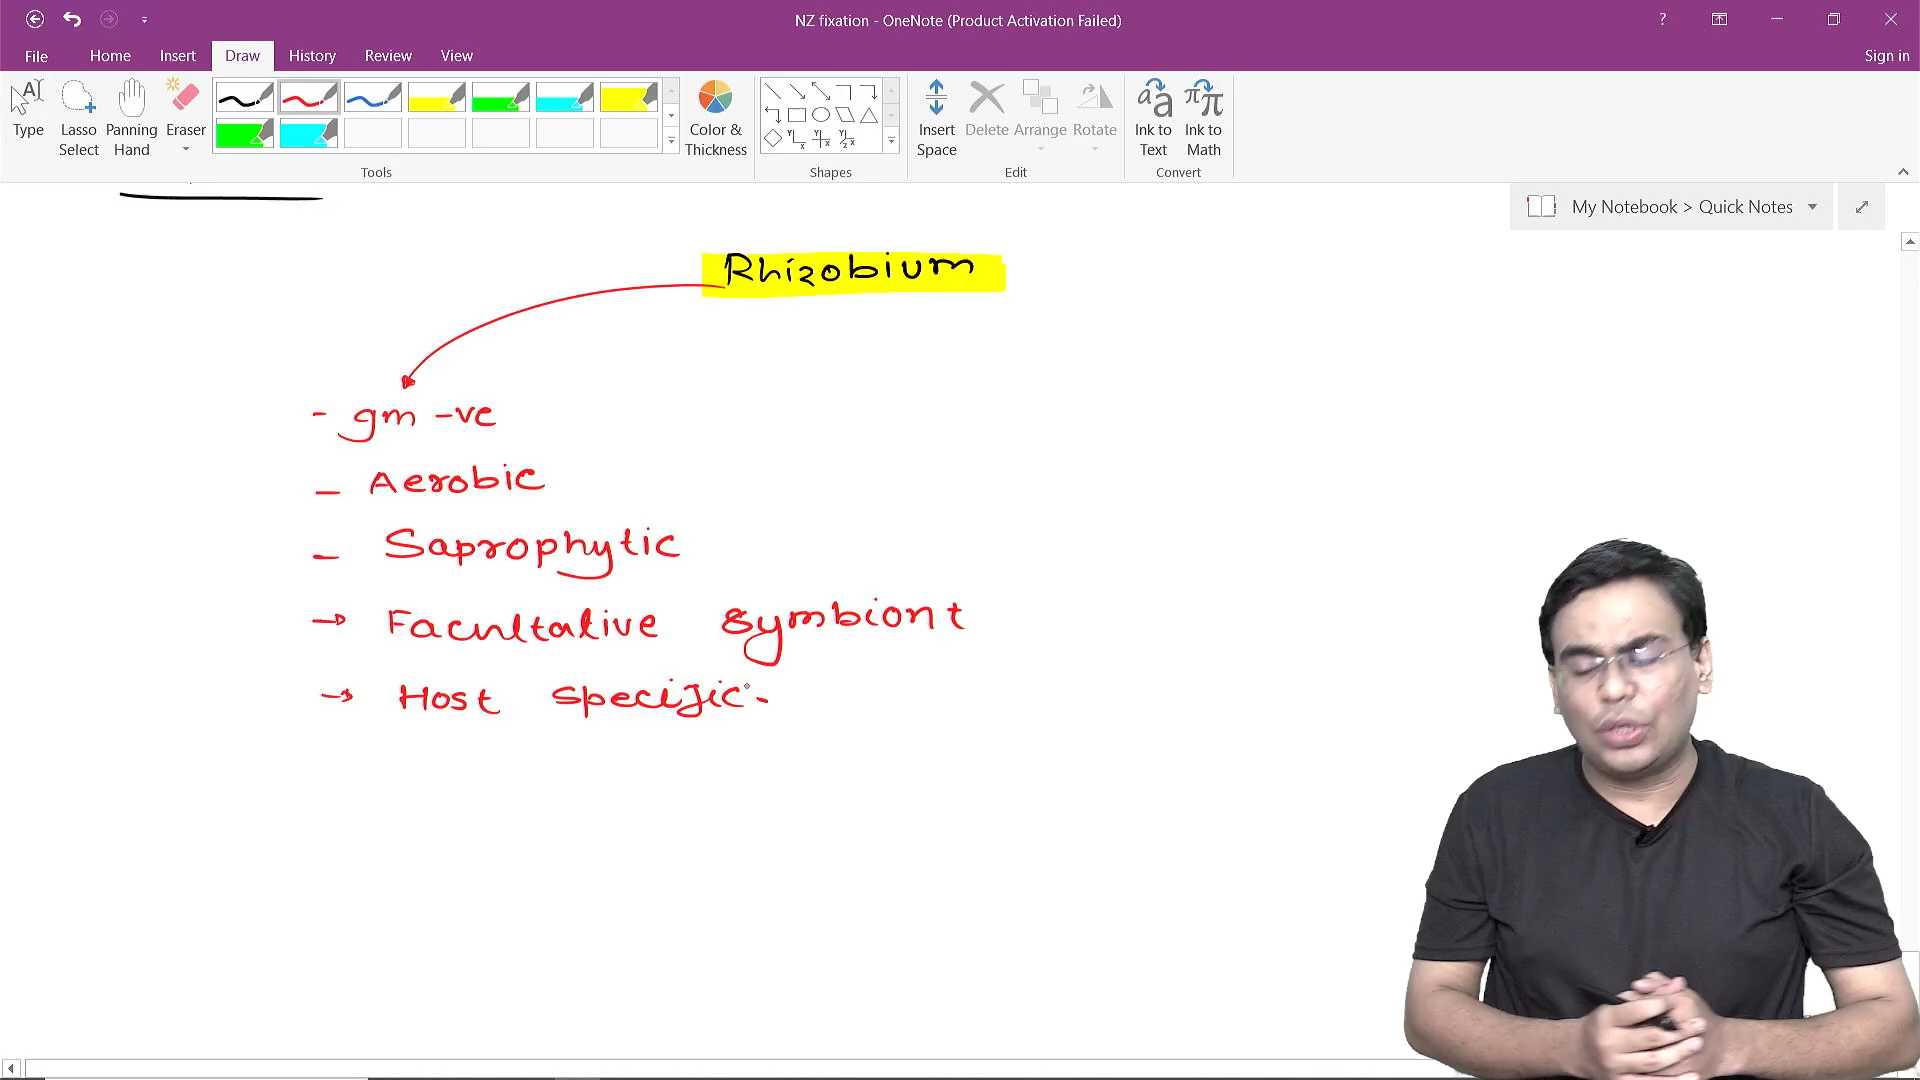 NZ fixation - OneNote (Product Activation Failed)
?
File Home Insert Draw History Review View Sign in
Type
Lasso Select
Panning Hand
Eraser
Color & Thickness
Insert Space
Delete
Arrange
Rotate
Ink to Text
Ink to Math
Tools Shapes Edit Convert
My Notebook > Quick Notes
Rhizobium
- gm -ve
- Aerobic
- Saprophytic
→ Facultative symbiont
→ Host specific